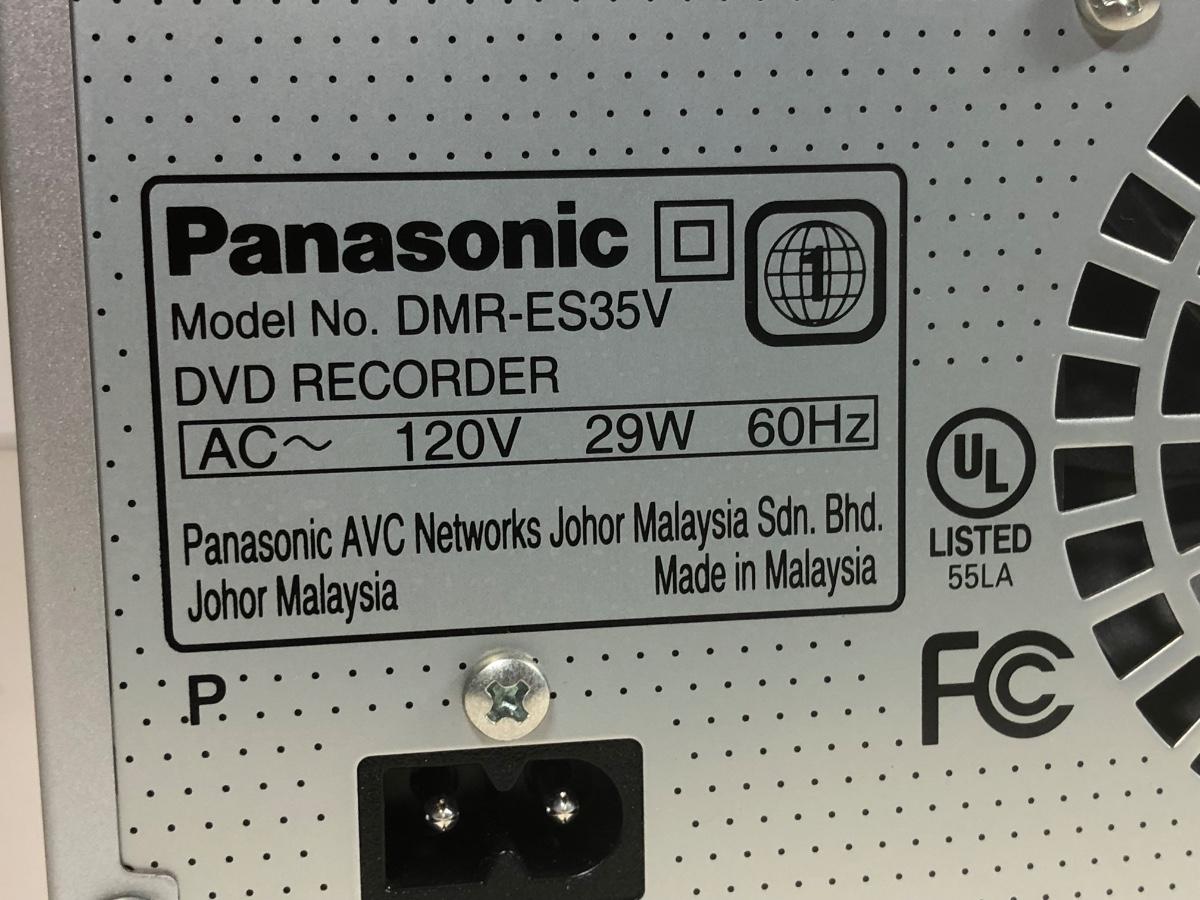 Panasonic
1
Model No. DMR-ES35V
DVD RECORDER
AC～ 120V 29W 60Hz
Panasonic AVC Networks Johor Malaysia Sdn. Bhd.
Johor Malaysia
Made in Malaysia
UL
LISTED
55LA
FC
P